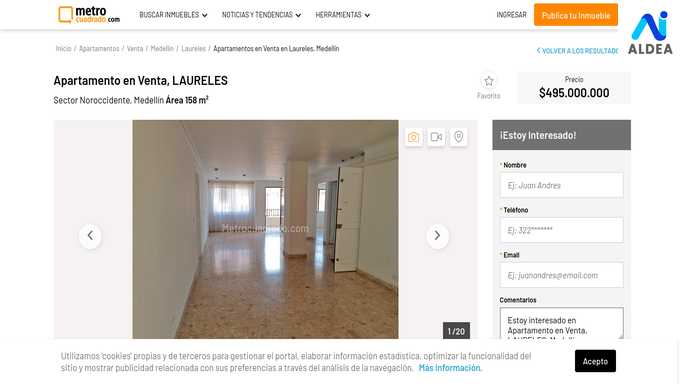 metro
cuadrado.com
BUSCAR INMUEBLES
NOTICIAS Y TENDENCIAS
HERRAMIENTAS
INGRESAR
Publica tu Inmueble
ALDEA
Inicio / Apartamentos / Venta / Medellín / Laureles / Apartamentos en Venta en Laureles, Medellín
VOLVER A LOS RESULTAD
Apartamento en Venta, LAURELES
Sector Noroccidente, Medellín Área 158 m²
Favorito
Precio
$495.000.000
¡Estoy Interesado!
* Nombre
Ej: Juan Andres
* Teléfono
Ej: 322*******
* Email
Ej: juanandres@email.com
Comentarios
Estoy interesado en
Apartamento en Venta,
1 / 20
Utilizamos 'cookies' propias y de terceros para gestionar el portal, elaborar información estadística, optimizar la funcionalidad del
sitio y mostrar publicidad relacionada con sus preferencias a través del análisis de la navegación. Más Información.
Acepto